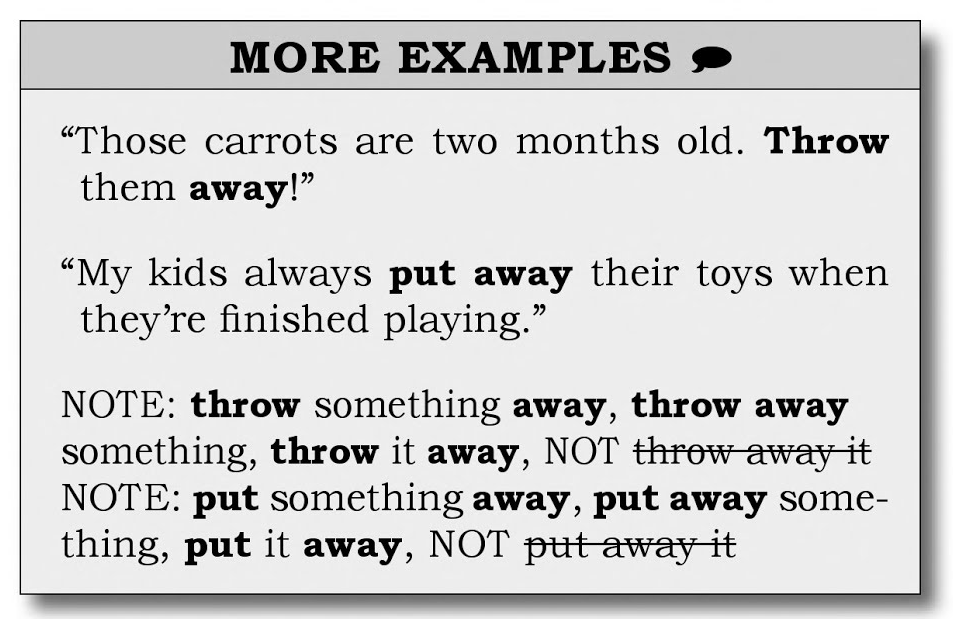 MORE EXAMPLES
“Those carrots are two months old. Throw
them away!”
“My kids always put away their toys when
they’re finished playing.”
NOTE: throw something away, throw away
something, throw it away, NOT throw away it
NOTE: put something away, put away some-
thing, put it away, NOT put away it